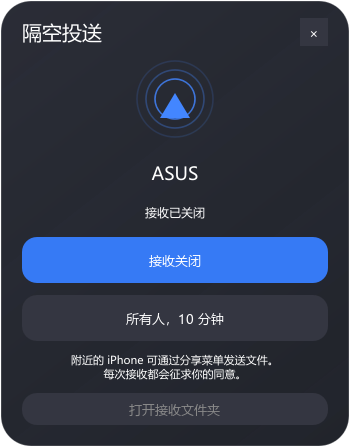 隔空投送
×
ASUS
接收已关闭
接收关闭
所有人，10 分钟
附近的 iPhone 可通过分享菜单发送文件。
每次接收都会征求你的同意。
打开接收文件夹